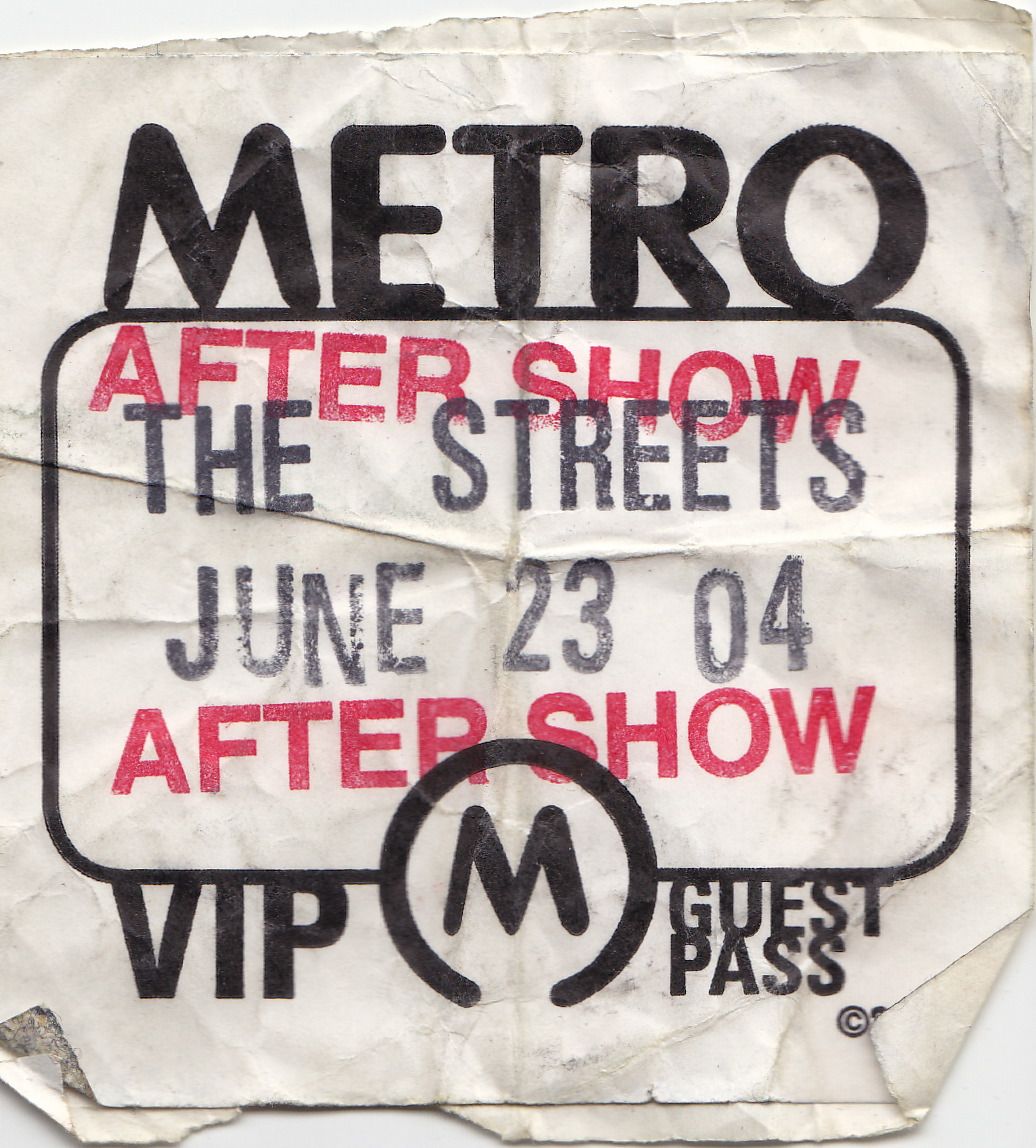 METRO
AFTER SHOW
THE STREETS
JUNE 23 04
AFTER SHOW
M
VIP
GUEST
PASS
©